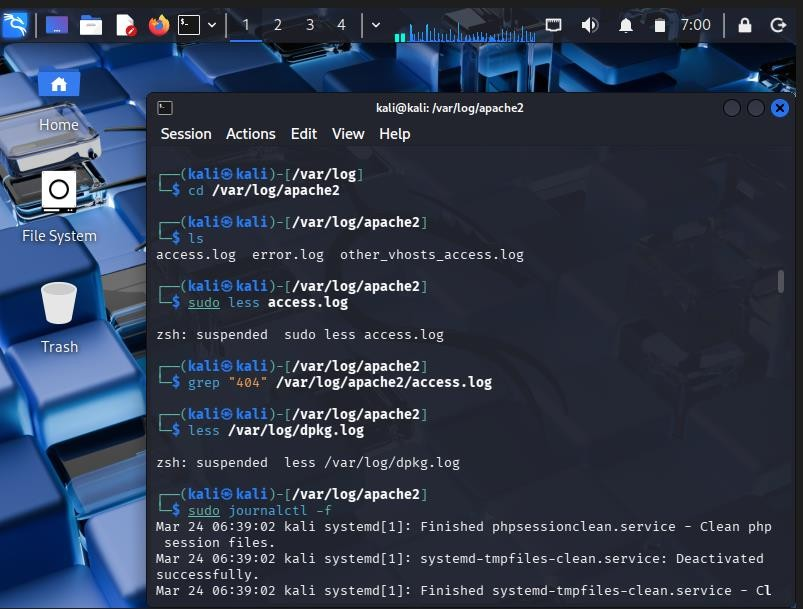 1 2 3 4 7:00
Home
File System
Trash
kali@kali: /var/log/apache2
Session Actions Edit View Help
┌──(kali㉿kali)-[/var/log]
└─$ cd /var/log/apache2
┌──(kali㉿kali)-[/var/log/apache2]
└─$ ls
access.log  error.log  other_vhosts_access.log
┌──(kali㉿kali)-[/var/log/apache2]
└─$ sudo less access.log
zsh: suspended  sudo less access.log
┌──(kali㉿kali)-[/var/log/apache2]
└─$ grep "404" /var/log/apache2/access.log
┌──(kali㉿kali)-[/var/log/apache2]
└─$ less /var/log/dpkg.log
zsh: suspended  less /var/log/dpkg.log
┌──(kali㉿kali)-[/var/log/apache2]
└─$ sudo journalctl -f
Mar 24 06:39:02 kali systemd[1]: Finished phpsessionclean.service - Clean php
 session files.
Mar 24 06:39:02 kali systemd[1]: systemd-tmpfiles-clean.service: Deactivated
successfully.
Mar 24 06:39:02 kali systemd[1]: Finished systemd-tmpfiles-clean.service - Cl